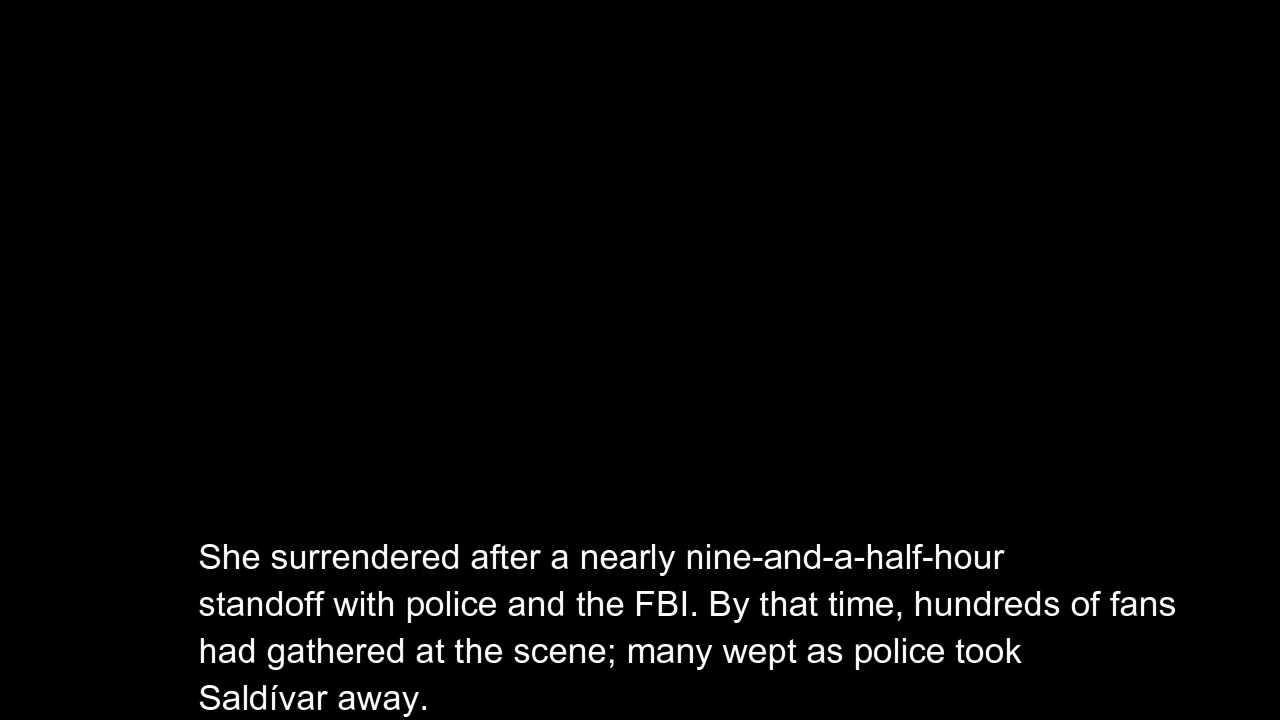 She surrendered after a nearly nine-and-a-half-hour
standoff with police and the FBI. By that time, hundreds of fans
had gathered at the scene; many wept as police took
Saldívar away.